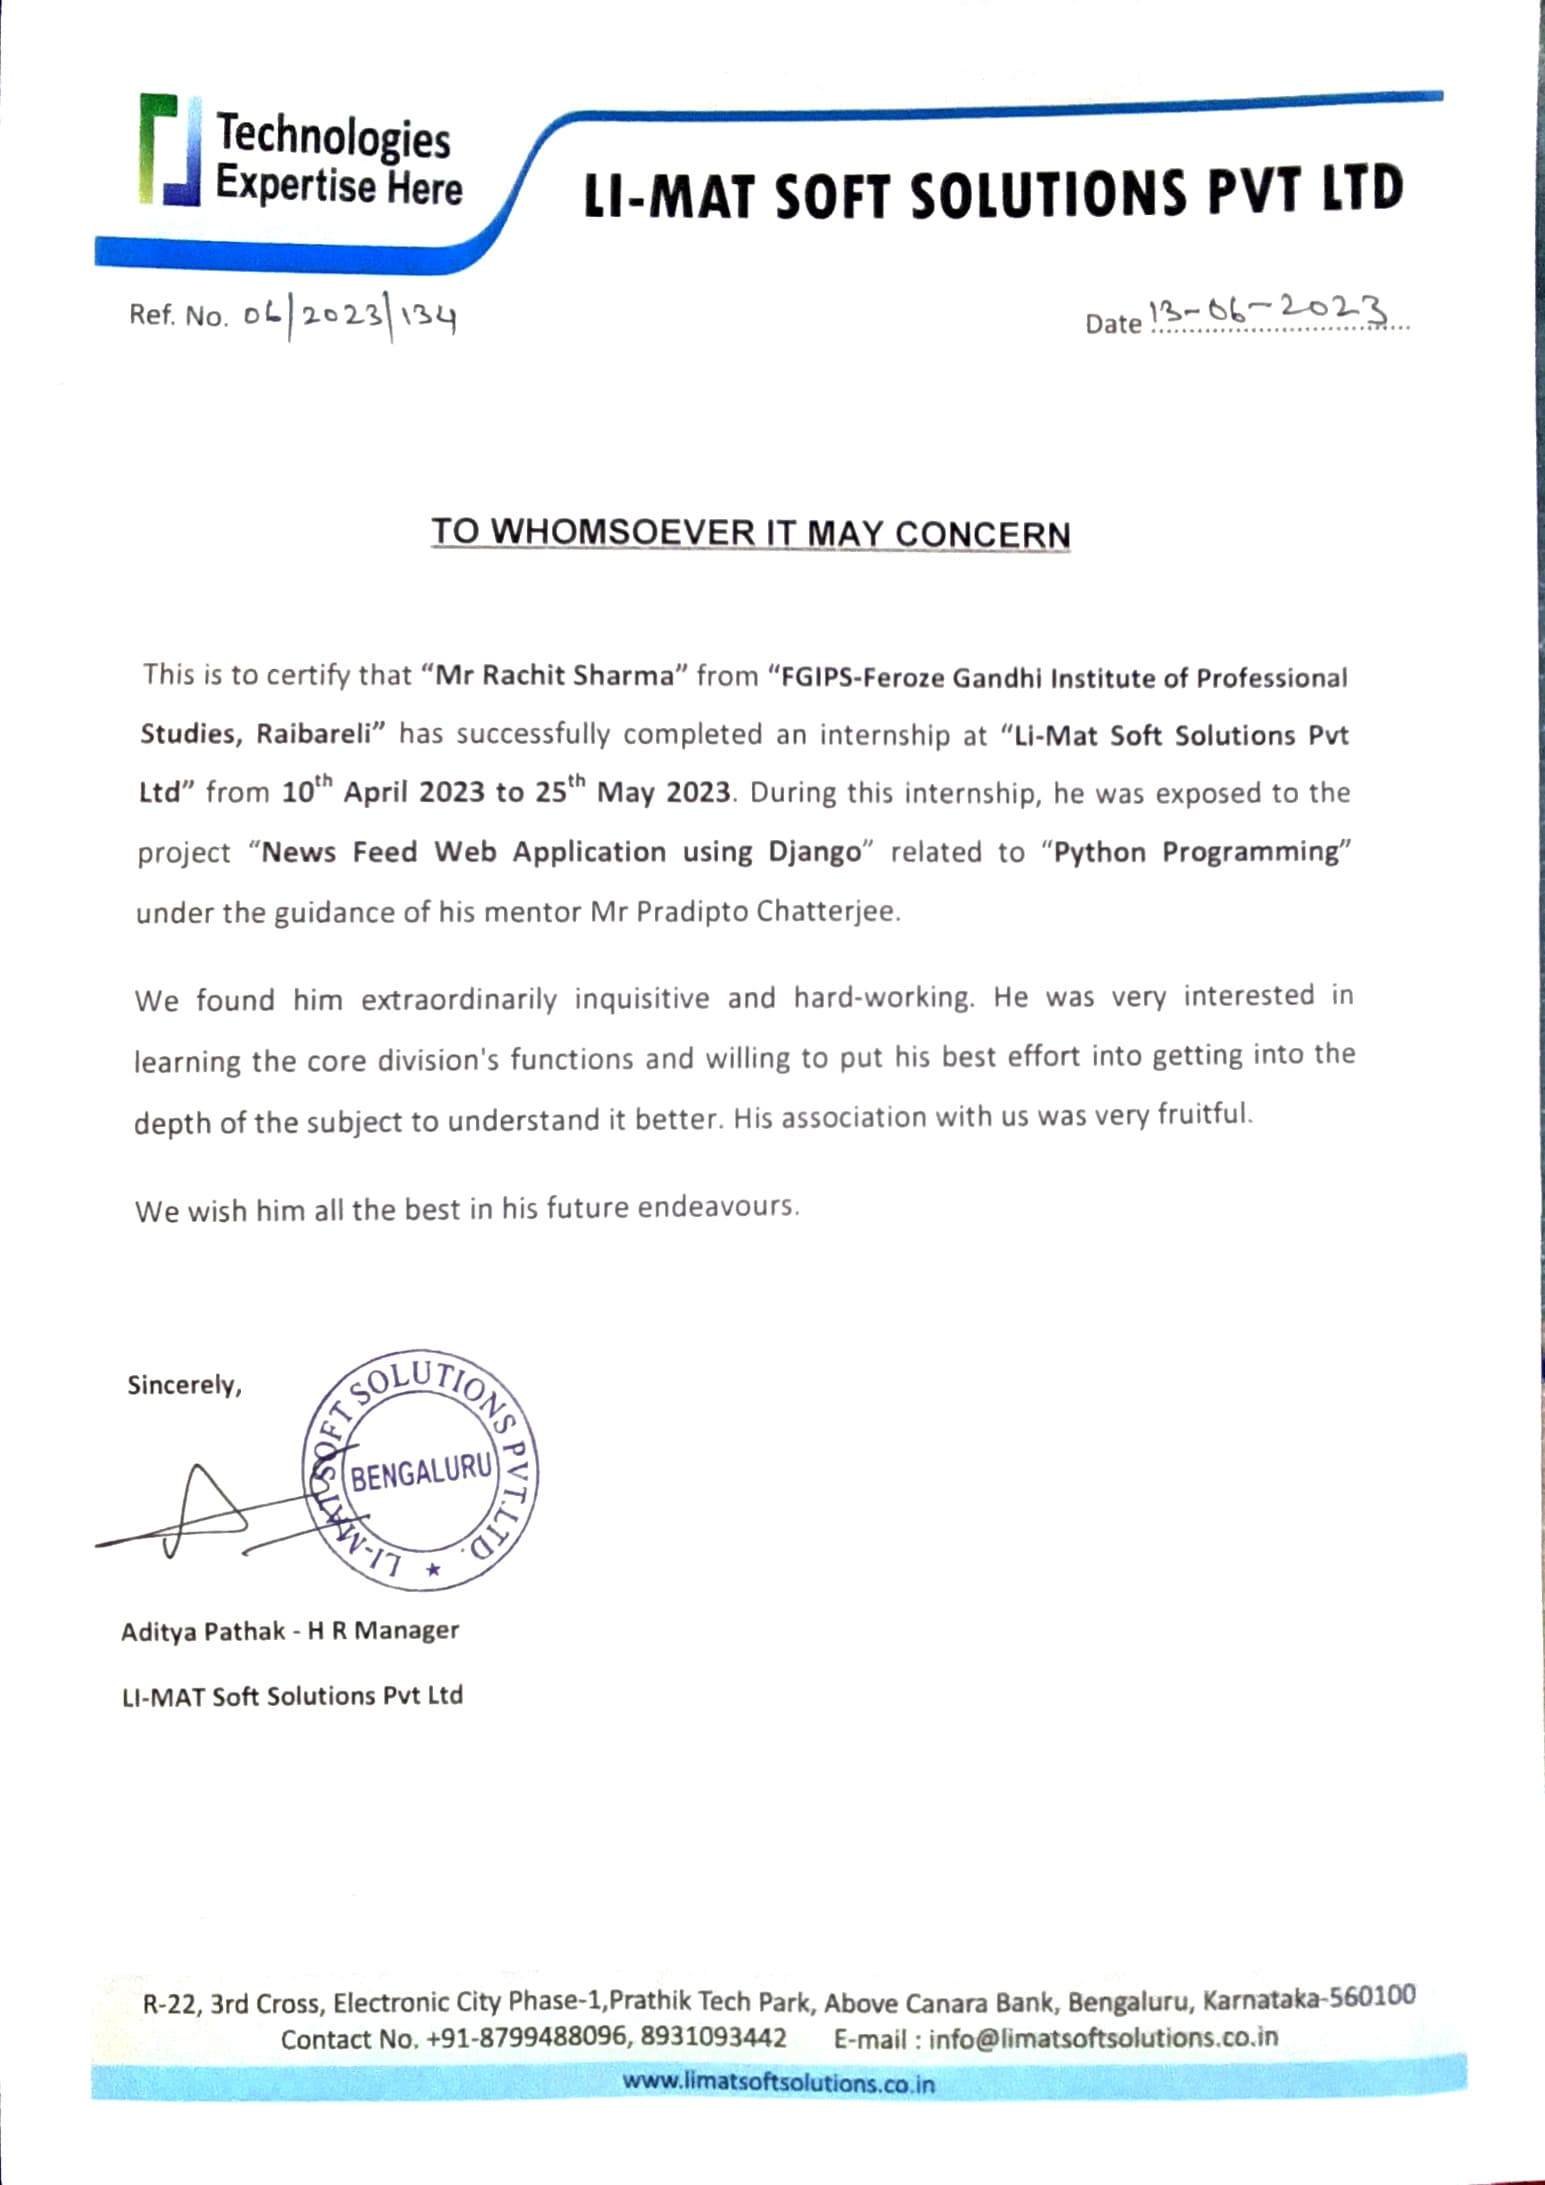 Technologies
Expertise Here
LI-MAT SOFT SOLUTIONS PVT LTD
Ref. No. 06/2023/134
Date 13-06-2023
TO WHOMSOEVER IT MAY CONCERN
This is to certify that “Mr Rachit Sharma” from “FGIPS-Feroze Gandhi Institute of Professional
Studies, Raibareli” has successfully completed an internship at “Li-Mat Soft Solutions Pvt
Ltd” from 10th April 2023 to 25th May 2023. During this internship, he was exposed to the
project “News Feed Web Application using Django” related to “Python Programming”
under the guidance of his mentor Mr Pradipto Chatterjee.
We found him extraordinarily inquisitive and hard-working. He was very interested in
learning the core division's functions and willing to put his best effort into getting into the
depth of the subject to understand it better. His association with us was very fruitful.
We wish him all the best in his future endeavours.
Sincerely,
LI-MAT SOFT SOLUTIONS PVT.LTD.
BENGALURU
Aditya Pathak - H R Manager
LI-MAT Soft Solutions Pvt Ltd
R-22, 3rd Cross, Electronic City Phase-1,Prathik Tech Park, Above Canara Bank, Bengaluru, Karnataka-560100
Contact No. +91-8799488096, 8931093442 E-mail : info@limatsoftsolutions.co.in
www.limatsoftsolutions.co.in